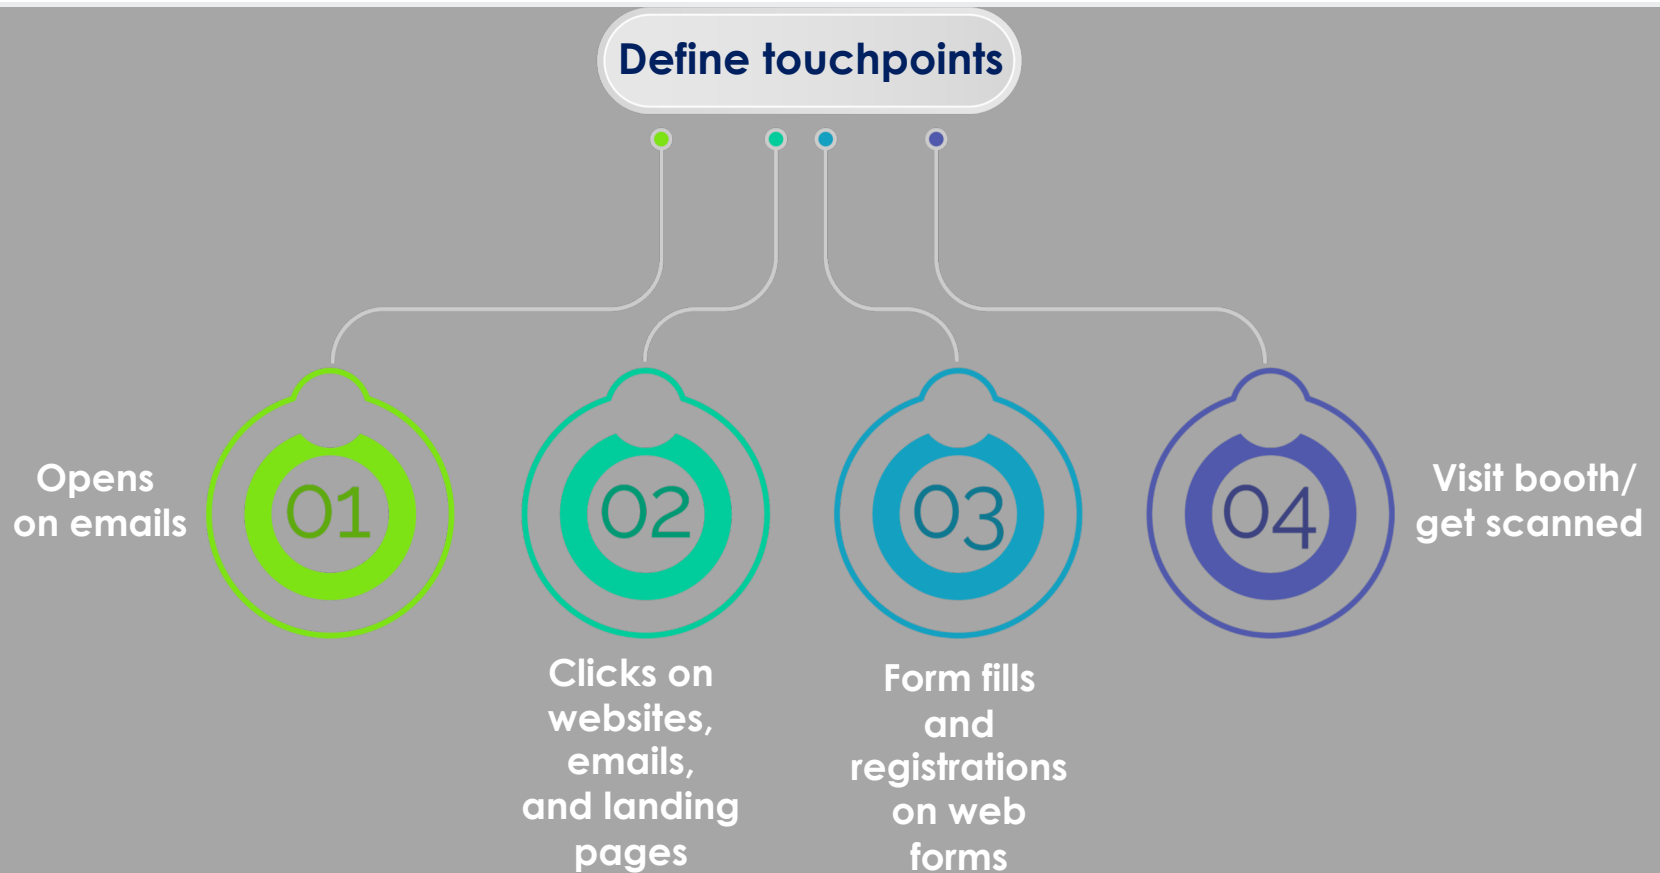 Define touchpoints
01
Opens
on emails
02
Clicks on
websites,
emails,
and landing
pages
03
Form fills
and
registrations
on web
forms
04
Visit booth/
get scanned